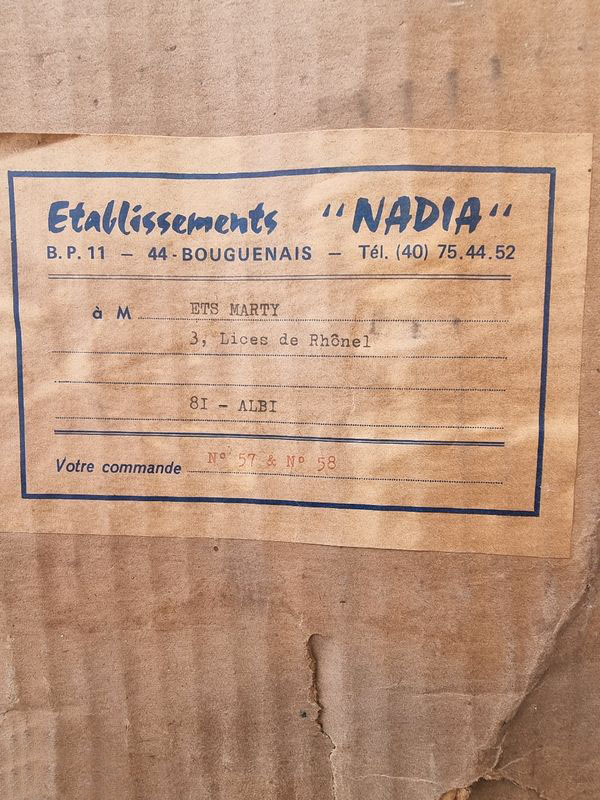 Etablissements "NADIA"
B.P. 11 – 44-BOUGUENAIS – Tél. (40) 75.44.52
à M ETS MARTY
3, Lices de Rhônel
8I - ALBI
Votre commande N° 57 & N° 58